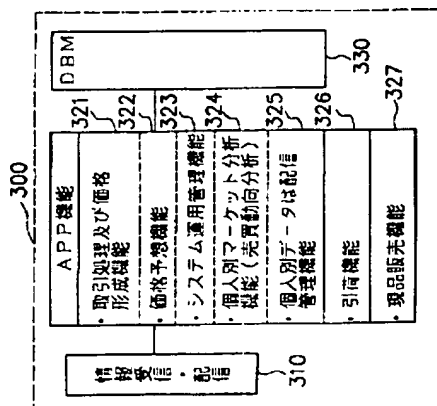 300
情報受信・配信
310
APP機能
・取引処理及び価格
形成機能
321
・価格予想機能
322
・システム運用管理機能
323
・個人別マーケット分析
機能(売買動向分析)
324
・個人別データは配信
管理機能
325
・引荷機能
326
・現品販売機能
327
DBM
330